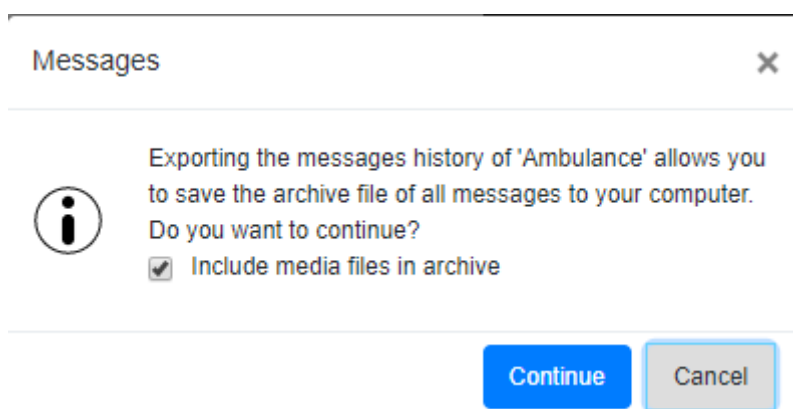 Messages
Exporting the messages history of 'Ambulance' allows you
to save the archive file of all messages to your computer.
Do you want to continue?
Include media files in archive
Continue
Cancel